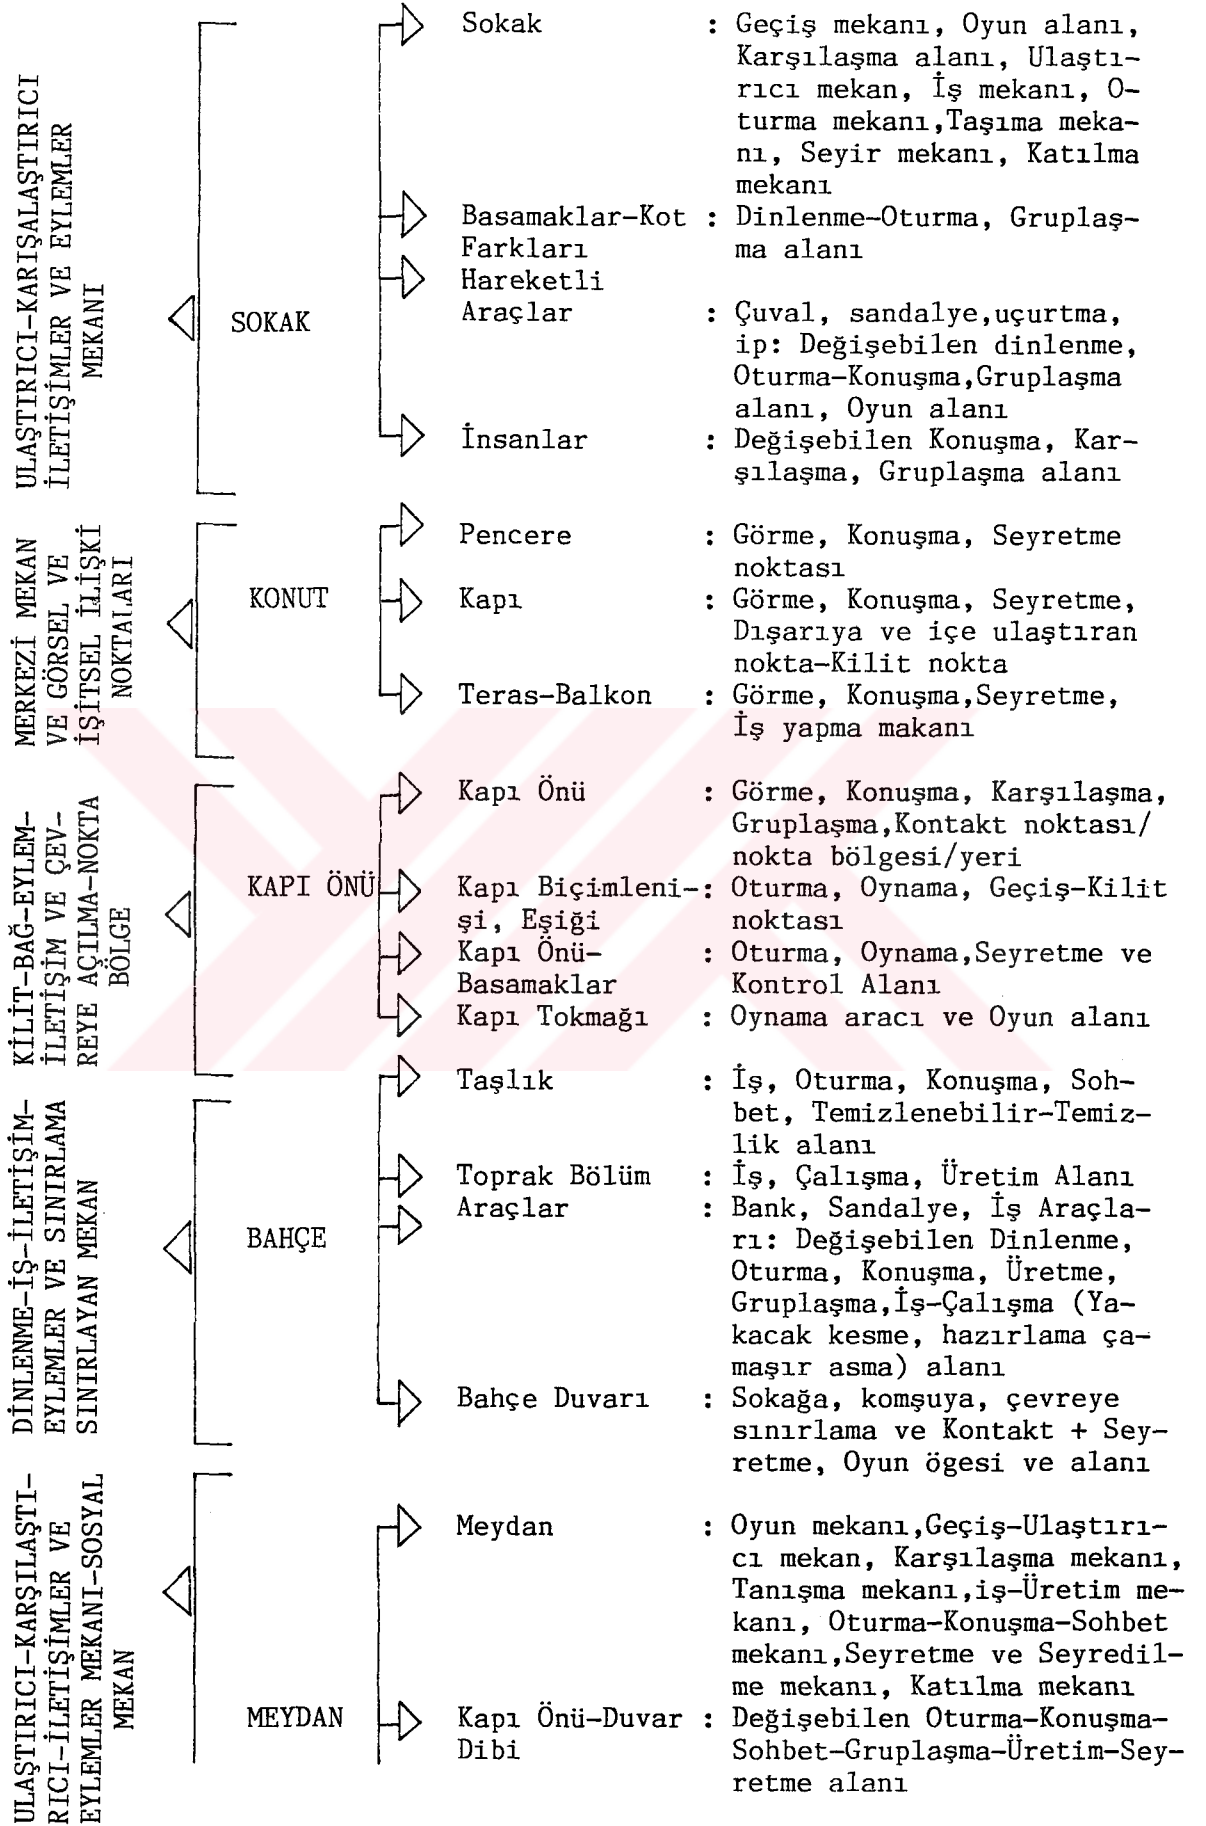 ULAŞTIRICI-KARIŞALAŞTIRICI
İLETİŞİMLER VE EYLEMLER
MEKANI
SOKAK
Sokak : Geçiş mekanı, Oyun alanı,
Karşılaşma alanı, Ulaştı-
rıcı mekan, İş mekanı, O-
turma mekanı,Taşıma meka-
nı, Seyir mekanı, Katılma
mekanı
Basamaklar-Kot : Dinlenme-Oturma, Gruplaş-
Farkları ma alanı
Hareketli
Araçlar : Çuval, sandalye,uçurtma,
ip: Değişebilen dinlenme,
Oturma-Konuşma,Gruplaşma
alanı, Oyun alanı
İnsanlar : Değişebilen Konuşma, Kar-
şılaşma, Gruplaşma alanı
MERKEZİ MEKAN
VE GÖRSEL VE
İŞİTSEL İLİŞKİ
NOKTALARI
KONUT
Pencere : Görme, Konuşma, Seyretme
noktası
Kapı : Görme, Konuşma, Seyretme,
Dışarıya ve içe ulaştıran
nokta-Kilit nokta
Teras-Balkon : Görme, Konuşma,Seyretme,
İş yapma makanı
KİLİT-BAĞ-EYLEM-
İLETİŞİM VE ÇEV-
REYE AÇILMA-NOKTA
BÖLGE
KAPI ÖNÜ
Kapı Önü : Görme, Konuşma, Karşılaşma,
Gruplaşma,Kontakt noktası/
nokta bölgesi/yeri
Kapı Biçimleni-: Oturma, Oynama, Geçiş-Kilit
şi, Eşiği noktası
Kapı Önü- : Oturma, Oynama,Seyretme ve
Basamaklar Kontrol Alanı
Kapı Tokmağı : Oynama aracı ve Oyun alanı
DİNLENME-İŞ-İLETİŞİM-
EYLEMLER VE SINIRLAMA
SINIRLAYAN MEKAN
BAHÇE
Taşlık : İş, Oturma, Konuşma, Soh-
bet, Temizlenebilir-Temiz-
lik alanı
Toprak Bölüm : İş, Çalışma, Üretim Alanı
Araçlar : Bank, Sandalye, İş Araçla-
rı: Değişebilen Dinlenme,
Oturma, Konuşma, Üretme,
Gruplaşma,İş-Çalışma (Ya-
kacak kesme, hazırlama ça-
maşır asma) alanı
Bahçe Duvarı : Sokağa, komşuya, çevreye
sınırlama ve Kontakt + Sey-
retme, Oyun ögesi ve alanı
ULAŞTIRICI-KARŞILAŞTI-
RICI-İLETİŞİMLER VE
EYLEMLER MEKANI-SOSYAL
MEKAN
MEYDAN
Meydan : Oyun mekanı,Geçiş-Ulaştırı-
cı mekan, Karşılaşma mekanı,
Tanışma mekanı,iş-Üretim me-
kanı, Oturma-Konuşma-Sohbet
mekanı,Seyretme ve Seyredil-
me mekanı, Katılma mekanı
Kapı Önü-Duvar : Değişebilen Oturma-Konuşma-
Dibi Sohbet-Gruplaşma-Üretim-Sey-
retme alanı